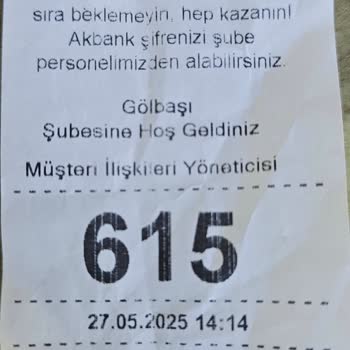 sıra beklemeyin, hep kazanın!
Akbank şifrenizi şube
personelimizden alabilirsiniz.
Gölbaşı
Şubesine Hoş Geldiniz
Müşteri İlişkileri Yöneticisi
615
27.05.2025 14:14